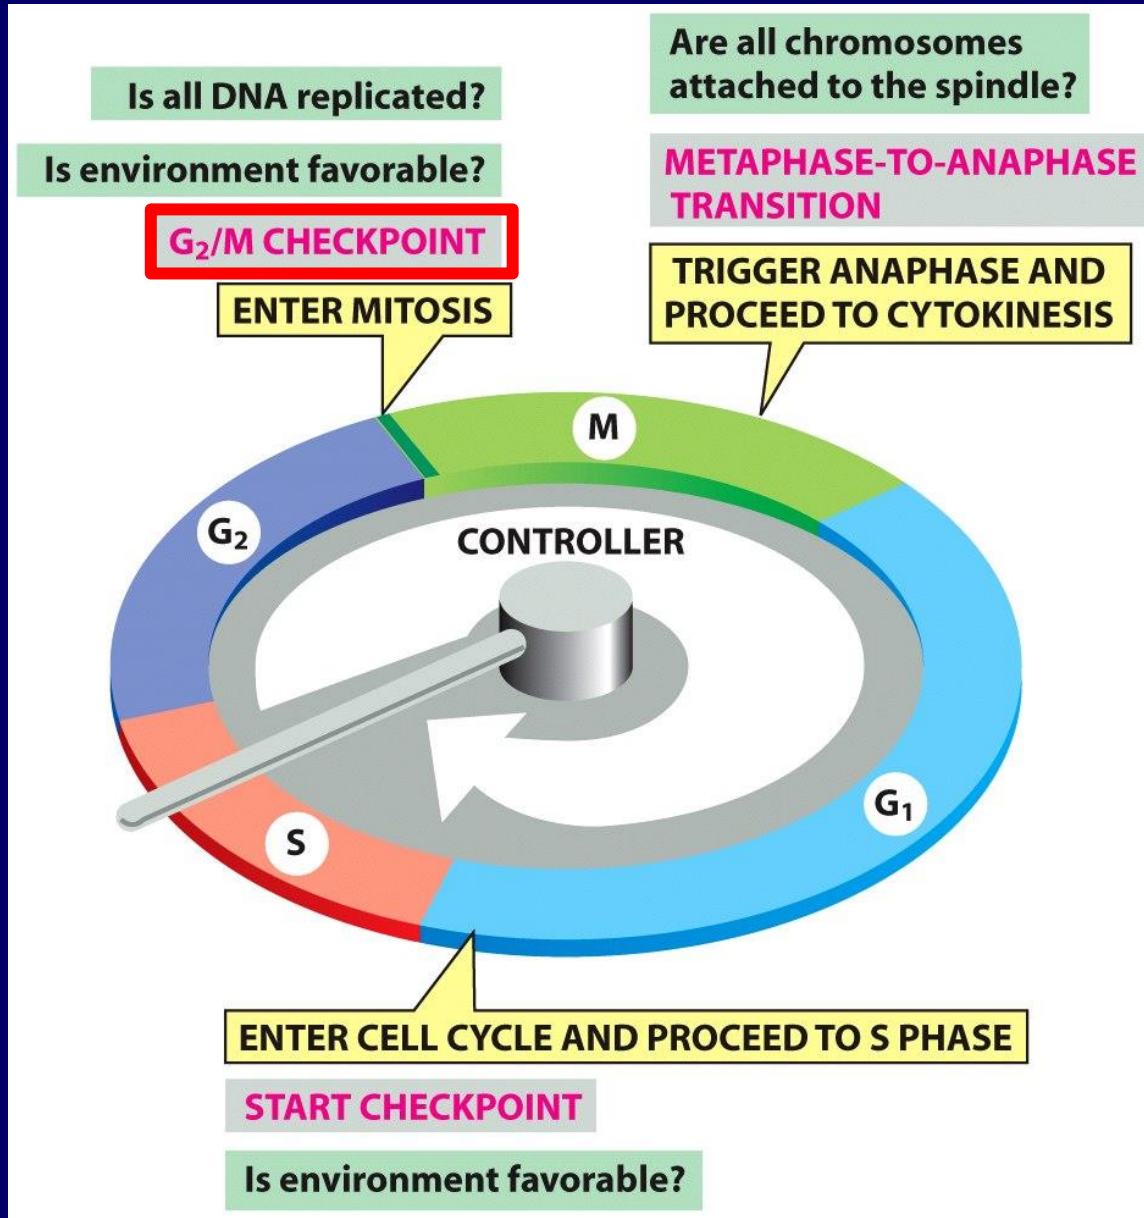 Is all DNA replicated?
Is environment favorable?
G₂/M CHECKPOINT
ENTER MITOSIS
Are all chromosomes
attached to the spindle?
METAPHASE-TO-ANAPHASE
TRANSITION
TRIGGER ANAPHASE AND
PROCEED TO CYTOKINESIS
M
G₂
CONTROLLER
G₁
S
ENTER CELL CYCLE AND PROCEED TO S PHASE
START CHECKPOINT
Is environment favorable?